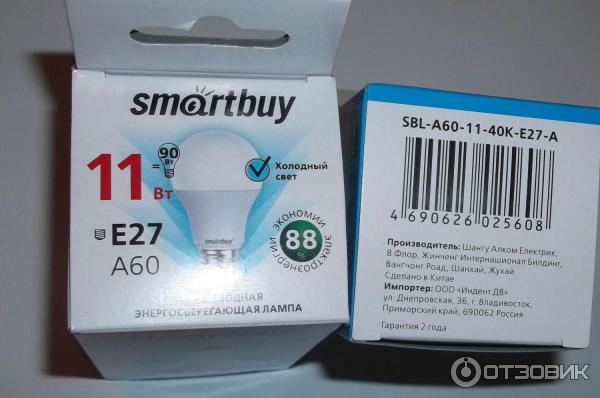 smartbuy
11 Вт
90 Вт
Холодный
свет
E27
A60
smartbuy
ЭКОНОМИИ
ЭЛЕКТРОЭНЕРГИИ
88
%
ЭНЕРГОСБЕРЕГАЮЩАЯ ЛАМПА
SBL-A60-11-40K-E27-A
4 690626 025608
Производитель: Шангу Алком Електрик,
8 Флор, Жинченг Интернашионал Билдинг,
Вангчонг Роад, Шанхай, Жухай
Сделано в Китае
Импортер: ООО «Индент ДВ»
ул. Днепровская, 36, г. Владивосток,
Приморский край, 690062 Россия
Гарантия 2 года
ОТЗОВИК